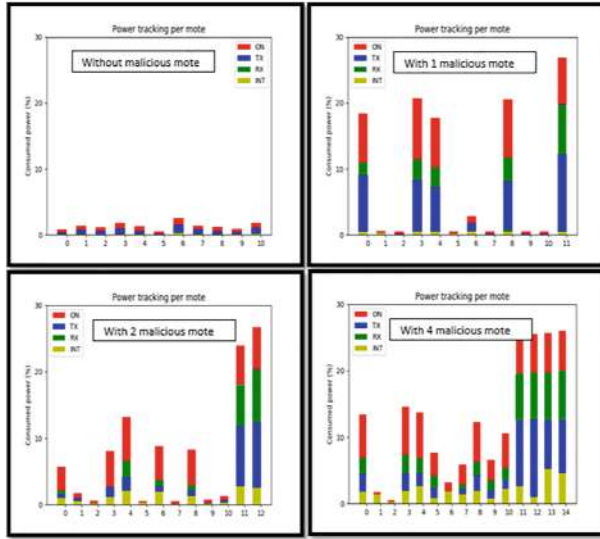 Power tracking per mote
Without malicious mote
ON
TX
RX
INT
Consumed power (%)
30
20
10
0
0 1 2 3 4 5 6 7 8 9 10
Power tracking per mote
With 1 malicious mote
ON
TX
RX
INT
Consumed power (%)
30
20
10
0
0 1 2 3 4 5 6 7 8 9 10 11
Power tracking per mote
With 2 malicious mote
ON
TX
RX
INT
Consumed power (%)
30
20
10
0
0 1 2 3 4 5 6 7 8 9 10 11 12
Power tracking per mote
With 4 malicious mote
ON
TX
RX
INT
Consumed power (%)
30
20
10
0
0 1 2 3 4 5 6 7 8 9 10 11 12 13 14